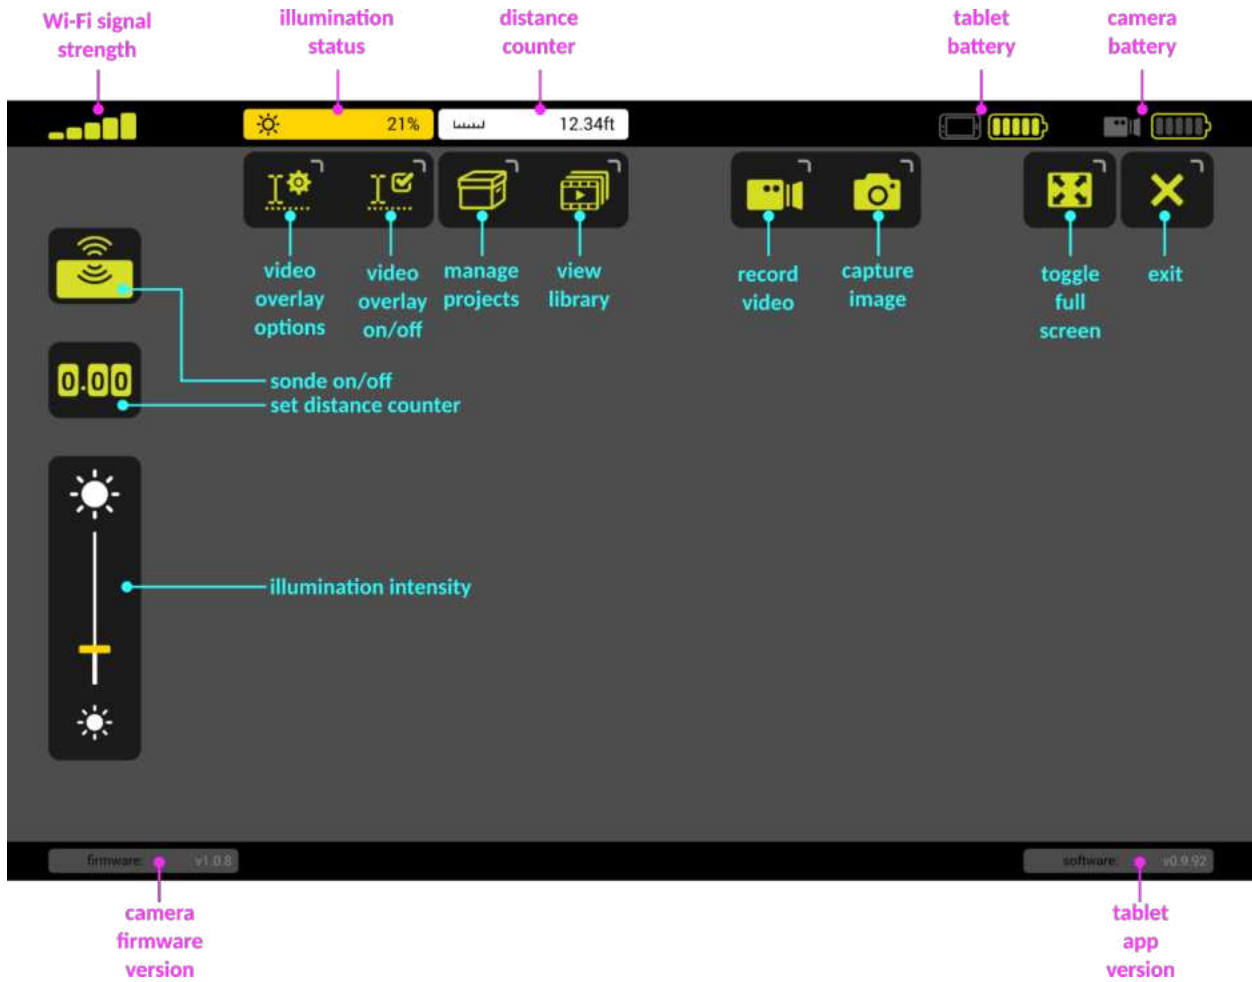 Wi-Fi signal
strength
illumination
status
distance
counter
tablet
battery
camera
battery
21%
12.34ft
video
overlay
options
video
overlay
on/off
manage
projects
view
library
record
video
capture
image
toggle
full
screen
exit
0.00
sonde on/off
set distance counter
illumination intensity
firmware: v1.0.8
software: v0.9.92
camera
firmware
version
tablet
app
version